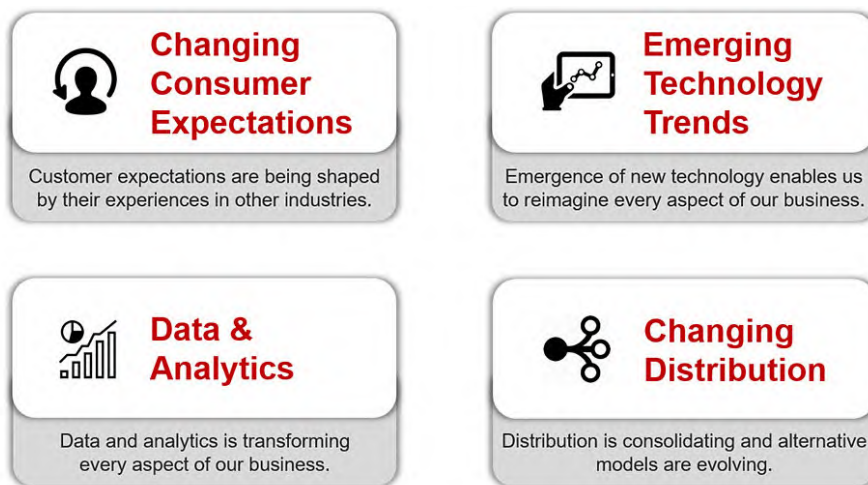 Changing
Consumer
Expectations
Customer expectations are being shaped
by their experiences in other industries.
Emerging
Technology
Trends
Emergence of new technology enables us
to reimagine every aspect of our business.
Data &
Analytics
Data and analytics is transforming
every aspect of our business.
Changing
Distribution
Distribution is consolidating and alternative
models are evolving.